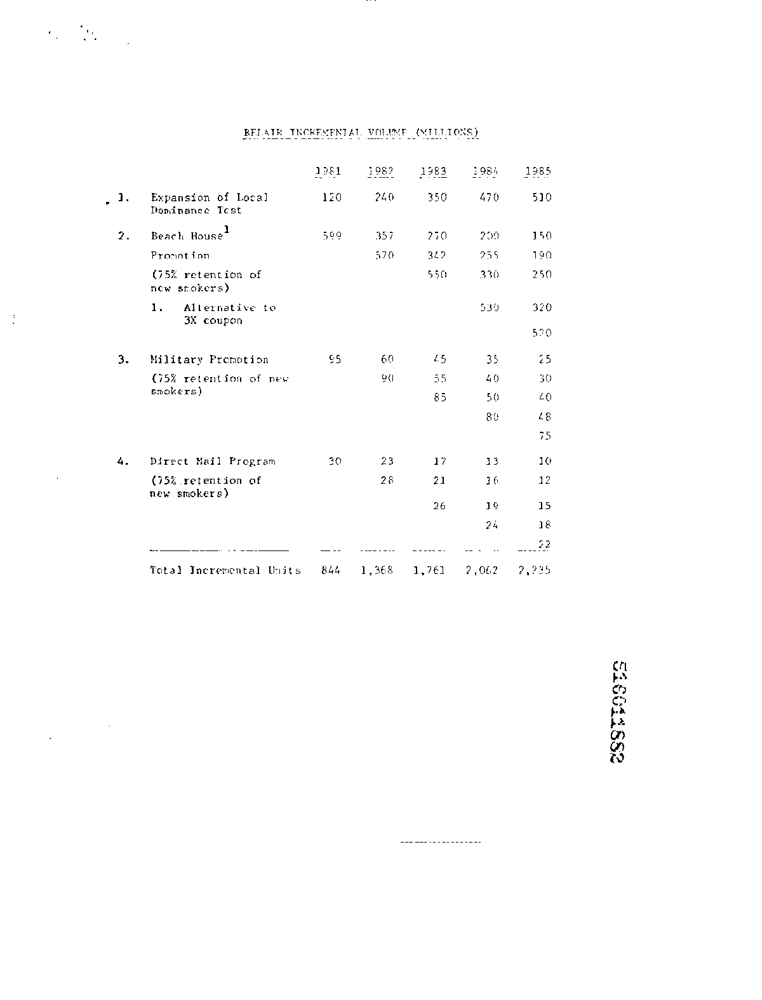 BELAIR INCREMENTAL VOLUME (MILLIONS)
1981 1982 1983 1984 1985
1. Expansion of Local 120 240 350 470 510
Dominance Test
2. Beach House1 599 357 270 200 150
Promotion 570 342 255 190
(75% retention of 550 330 250
new smokers)
1. Alternative to 530 320
3X coupon
520
3. Military Promotion 95 60 45 35 25
(75% retention of new 90 55 40 30
smokers) 85 50 40
80 48
75
4. Direct Mail Program 30 23 17 13 10
(75% retention of 28 21 16 12
new smokers)
26 19 15
24 18
22
Total Incremental Units 844 1,368 1,761 2,062 2,235
516011882